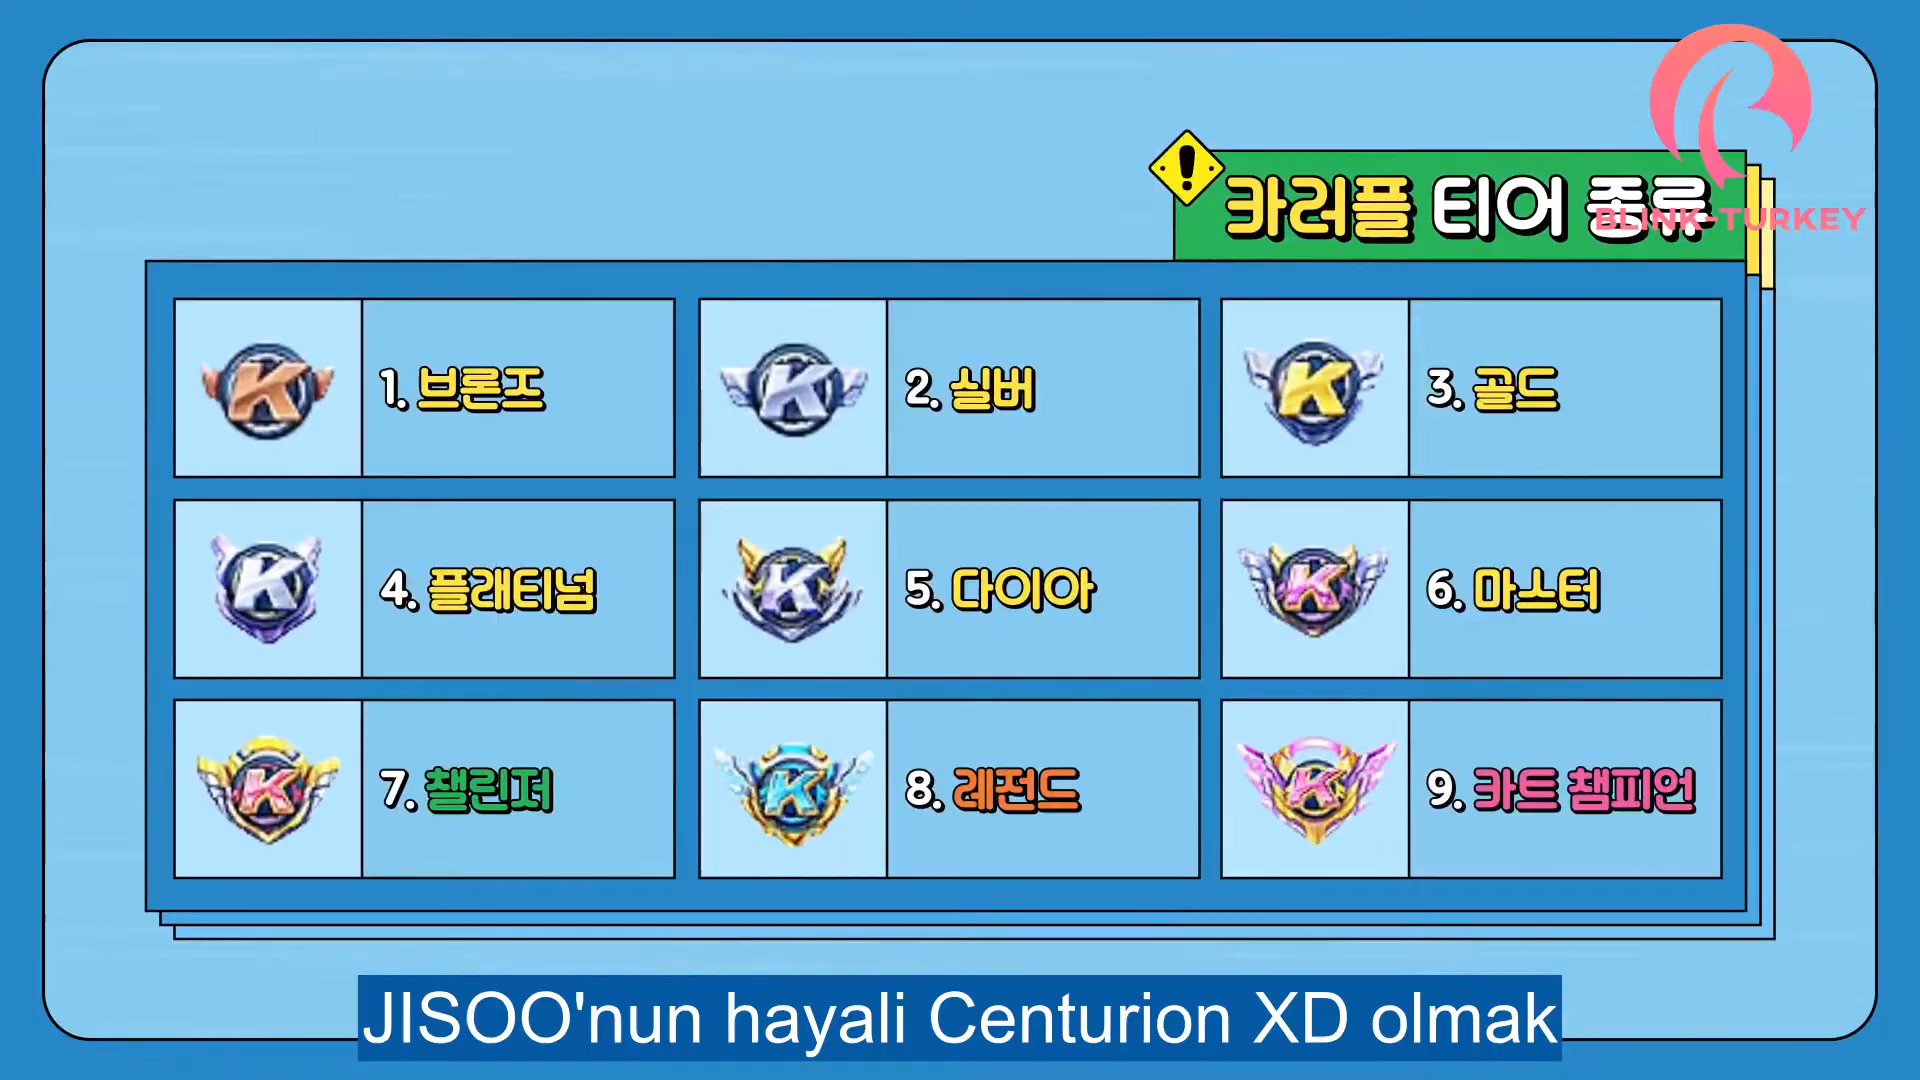 카러플 티어 종류
BLINK-TURKEY
1. 브론즈
2. 실버
3. 골드
4. 플래티넘
5. 다이아
6. 마스터
7. 챌린저
8. 레전드
9. 카트 챔피언
JISOO'nun hayali Centurion XD olmak